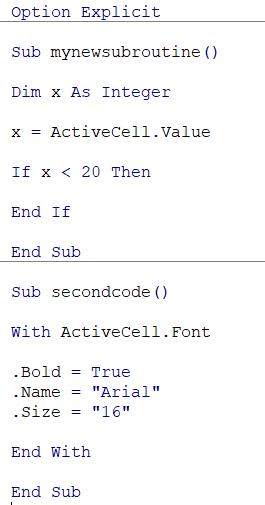 Option Explicit
Sub mynewsubroutine()
Dim x As Integer
x = ActiveCell.Value
If x < 20 Then
End If
End Sub
Sub secondcode()
With ActiveCell.Font
.Bold = True
.Name = "Arial"
.Size = "16"
End With
End Sub